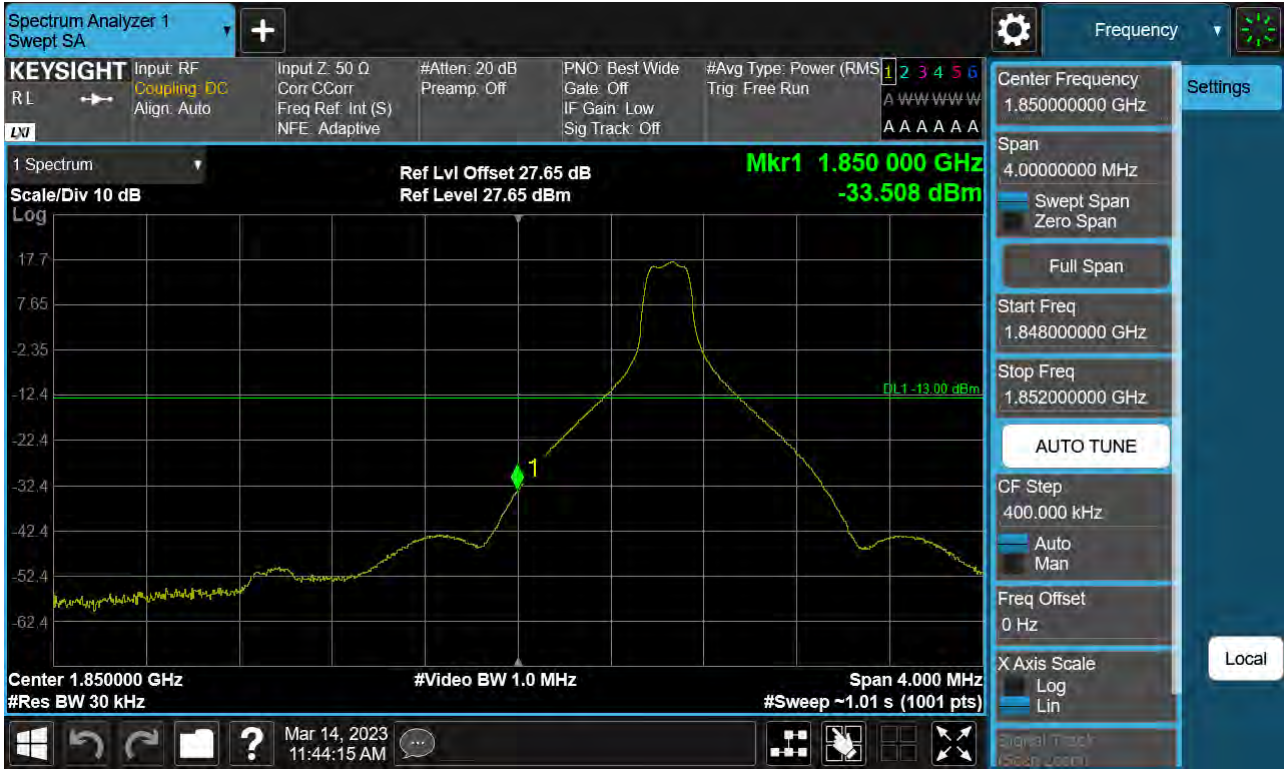 Spectrum Analyzer 1
Swept SA
+
Frequency
KEYSIGHT
RL
LXI
Input: RF
Coupling: DC
Align: Auto
Input Z: 50 Ω
Corr CCorr
Freq Ref: Int (S)
NFE: Adaptive
#Atten: 20 dB
Preamp: Off
PNO: Best Wide
Gate: Off
IF Gain: Low
Sig Track: Off
#Avg Type: Power (RMS
Trig: Free Run
1 2 3 4 5 6
A W W W W W
A A A A A A
1 Spectrum
Scale/Div 10 dB
Log
Ref Lvl Offset 27.65 dB
Ref Level 27.65 dBm
Mkr1 1.850 000 GHz
-33.508 dBm
17.7
7.65
-2.35
-12.4
-22.4
-32.4
-42.4
-52.4
-62.4
DL1 -13.00 dBm
1
Center 1.850000 GHz
#Res BW 30 kHz
#Video BW 1.0 MHz
Span 4.000 MHz
#Sweep ~1.01 s (1001 pts)
Center Frequency
1.850000000 GHz
Settings
Span
4.00000000 MHz
Swept Span
Zero Span
Full Span
Start Freq
1.848000000 GHz
Stop Freq
1.852000000 GHz
AUTO TUNE
CF Step
400.000 kHz
Auto
Man
Freq Offset
0 Hz
X Axis Scale
Log
Lin
Signal Track
(Span Zoom)
Local
?
Mar 14, 2023
11:44:15 AM